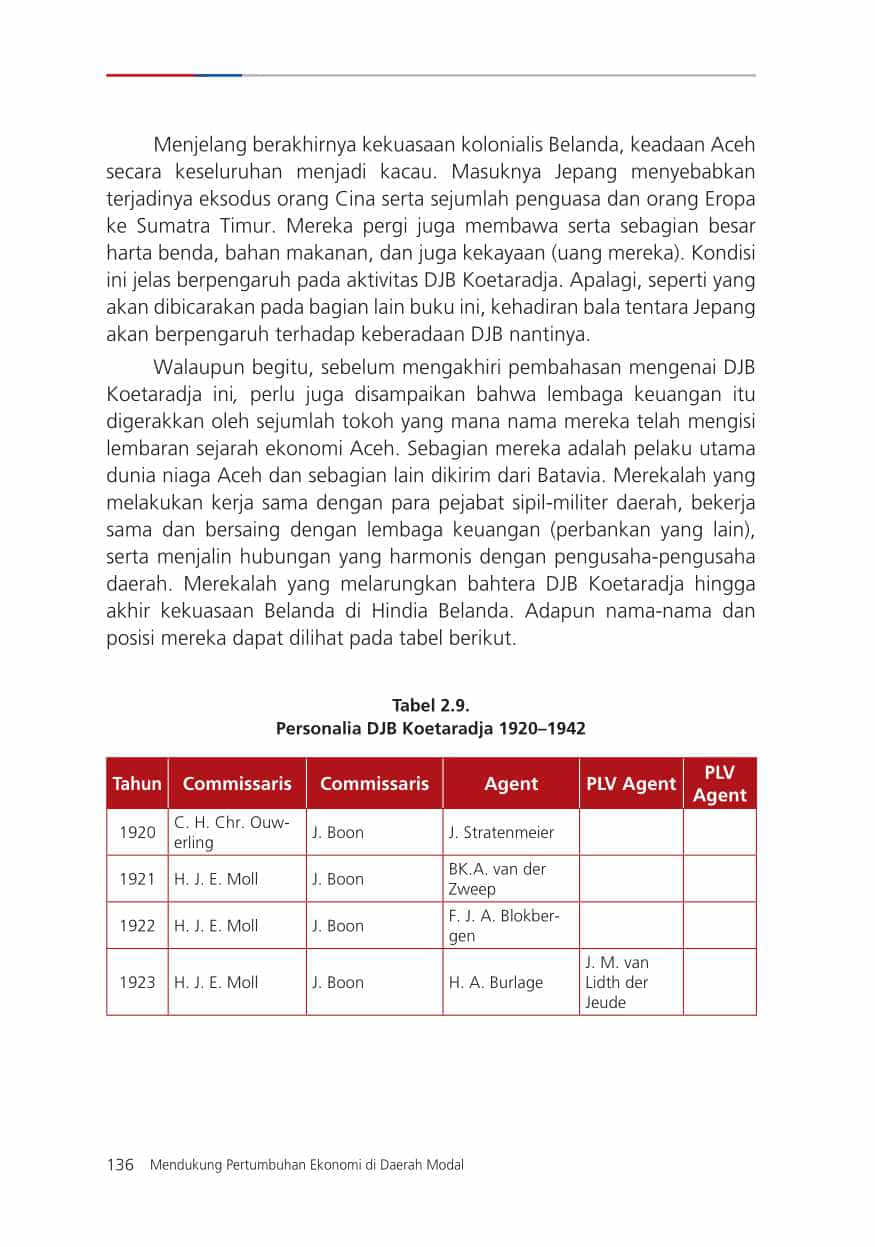 Menjelang berakhirnya kekuasaan kolonialis Belanda, keadaan Aceh
secara keseluruhan menjadi kacau. Masuknya Jepang menyebabkan
terjadinya eksodus orang Cina serta sejumlah penguasa dan orang Eropa
ke Sumatra Timur. Mereka pergi juga membawa serta sebagian besar
harta benda, bahan makanan, dan juga kekayaan (uang mereka). Kondisi
ini jelas berpengaruh pada aktivitas DJB Koetaradja. Apalagi, seperti yang
akan dibicarakan pada bagian lain buku ini, kehadiran bala tentara Jepang
akan berpengaruh terhadap keberadaan DJB nantinya.
Walaupun begitu, sebelum mengakhiri pembahasan mengenai DJB
Koetaradja ini, perlu juga disampaikan bahwa lembaga keuangan itu
digerakkan oleh sejumlah tokoh yang mana nama mereka telah mengisi
lembaran sejarah ekonomi Aceh. Sebagian mereka adalah pelaku utama
dunia niaga Aceh dan sebagian lain dikirim dari Batavia. Merekalah yang
melakukan kerja sama dengan para pejabat sipil-militer daerah, bekerja
sama dan bersaing dengan lembaga keuangan (perbankan yang lain),
serta menjalin hubungan yang harmonis dengan pengusaha-pengusaha
daerah. Merekalah yang melarungkan bahtera DJB Koetaradja hingga
akhir kekuasaan Belanda di Hindia Belanda. Adapun nama-nama dan
posisi mereka dapat dilihat pada tabel berikut.
Tabel 2.9.
Personalia DJB Koetaradja 1920–1942
Tahun Commissaris Commissaris Agent PLV Agent PLV
Agent
1920 C. H. Chr. Ouw-
erling J. Boon J. Stratenmeier
1921 H. J. E. Moll J. Boon BK.A. van der
Zweep
1922 H. J. E. Moll J. Boon F. J. A. Blokber-
gen
1923 H. J. E. Moll J. Boon H. A. Burlage J. M. van
Lidth der
Jeude
136 Mendukung Pertumbuhan Ekonomi di Daerah Modal